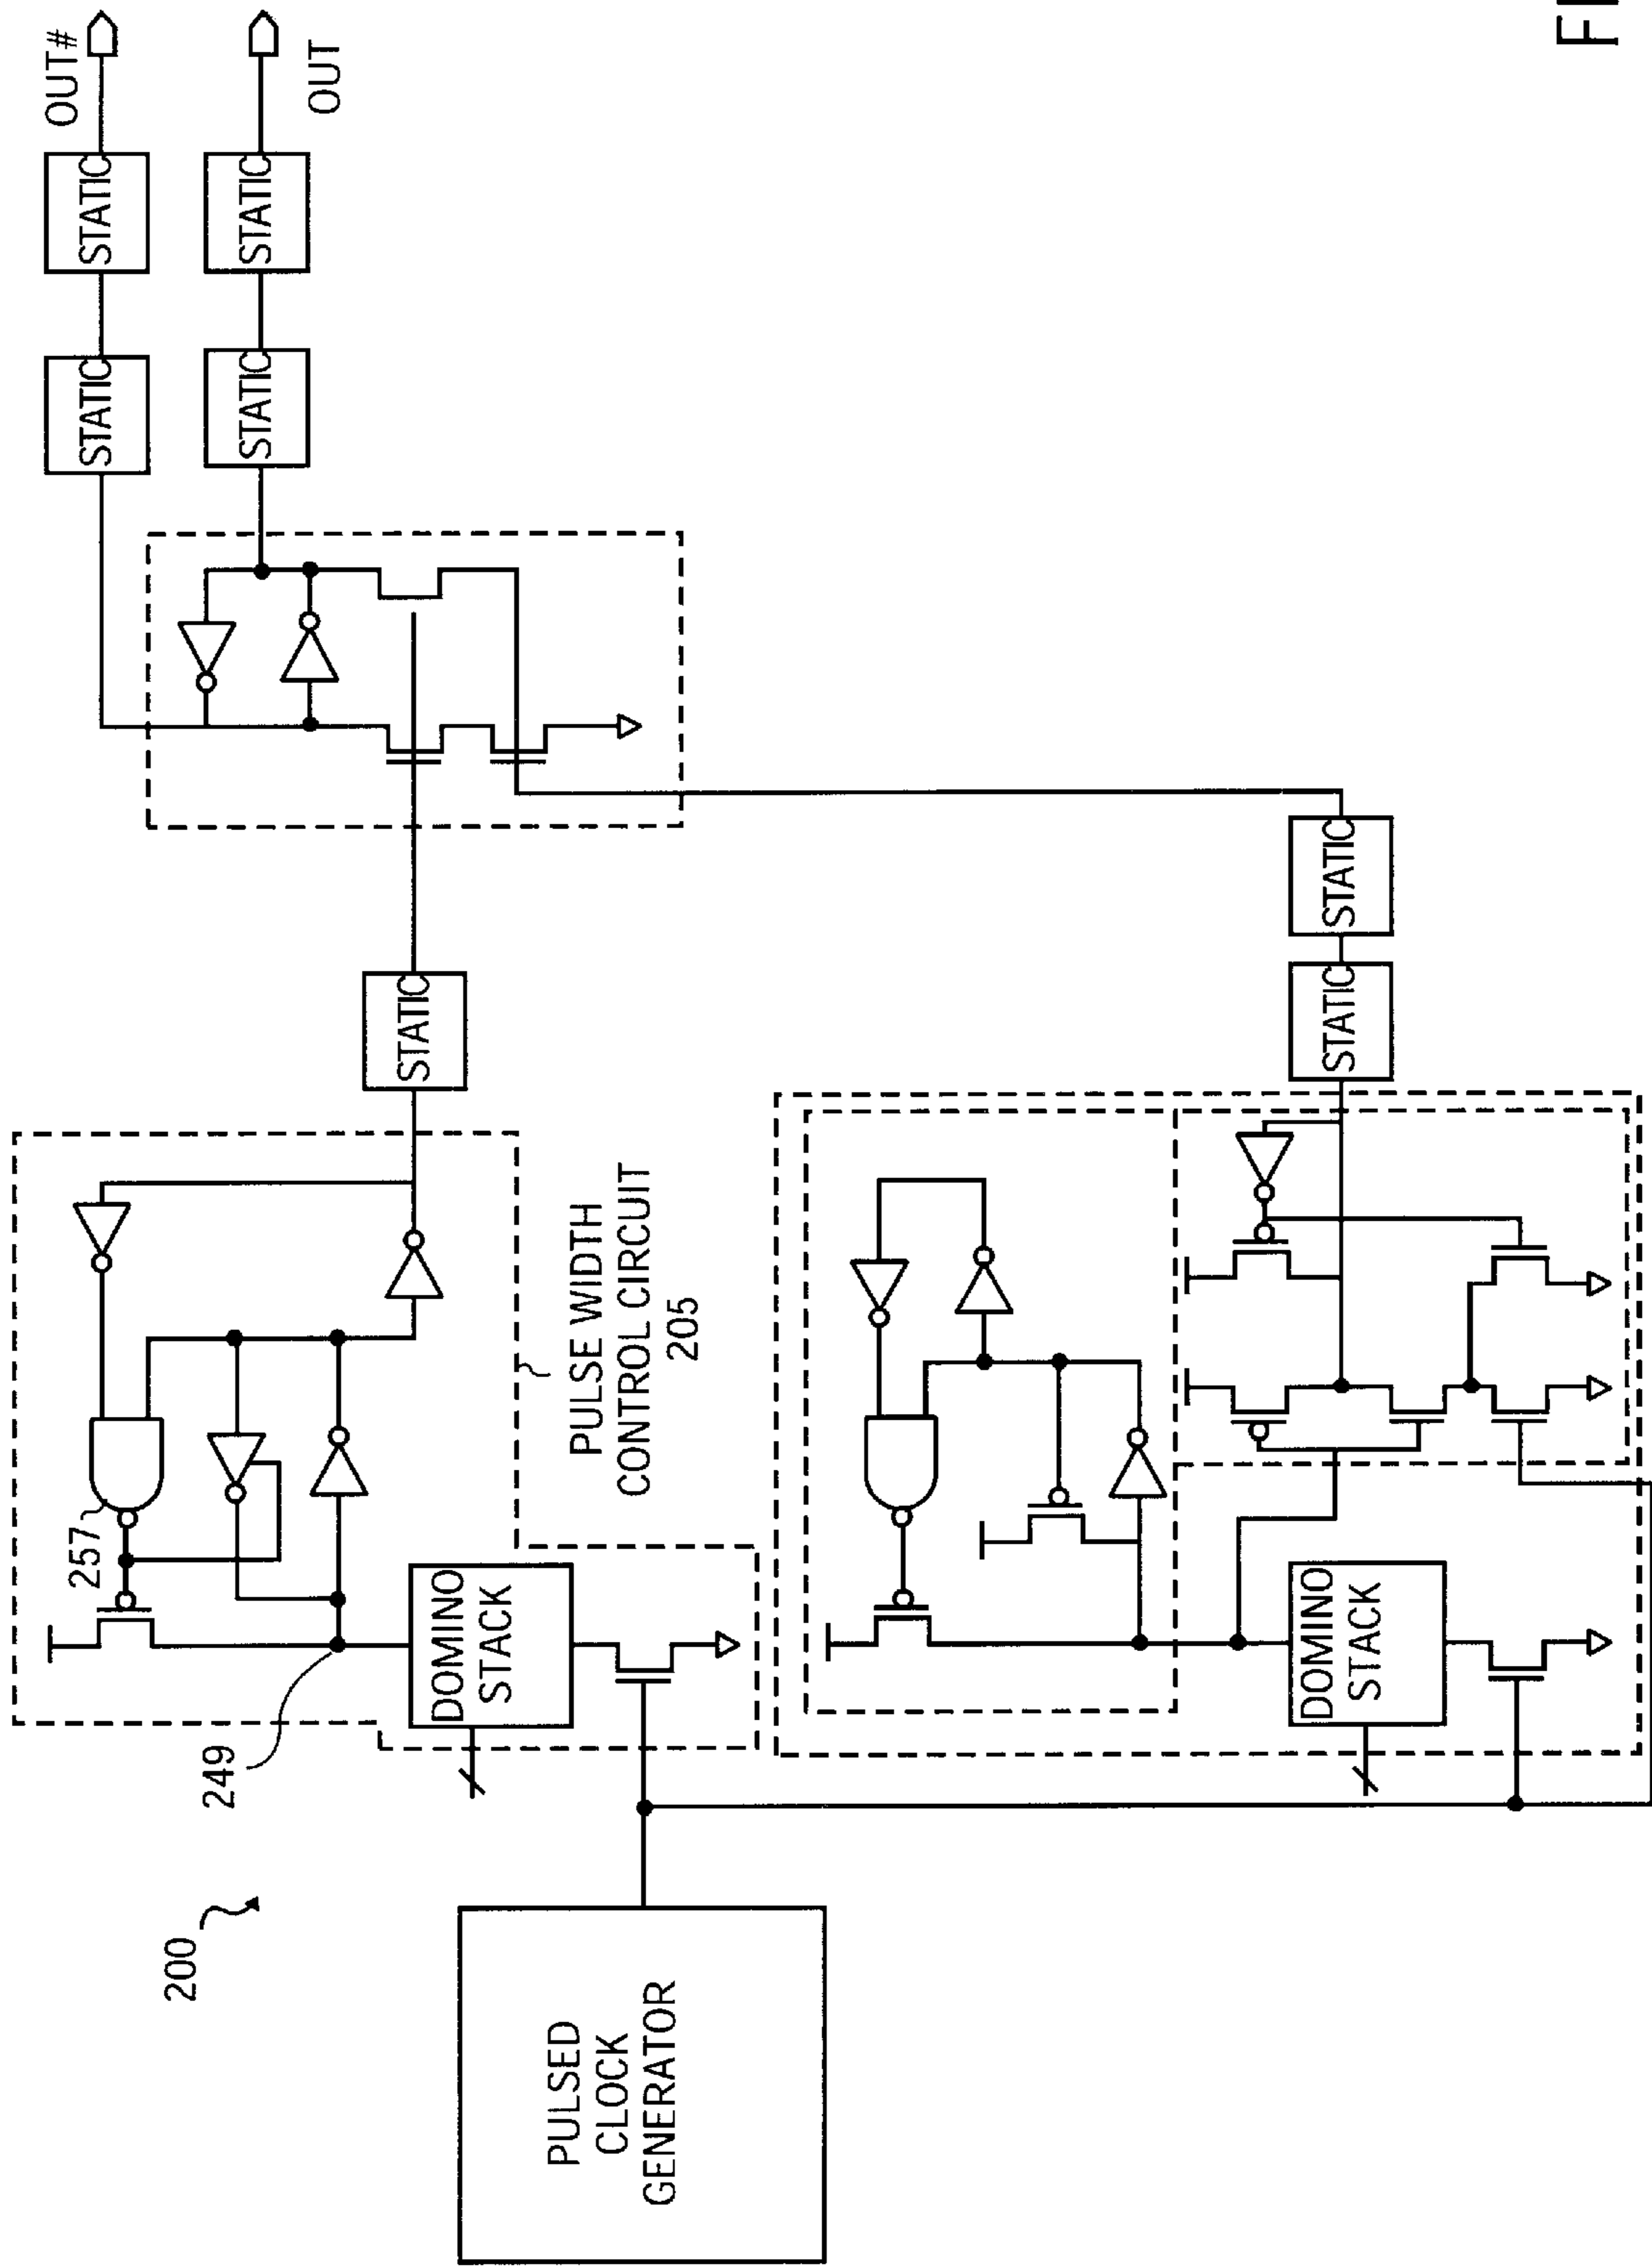 OUT#
OUT
STATIC
STATIC
STATIC
STATIC
STATIC
STATIC
STATIC
257
249
DOMINO
STACK
PULSE WIDTH
CONTROL CIRCUIT
205
DOMINO
STACK
200
PULSED
CLOCK
GENERATOR